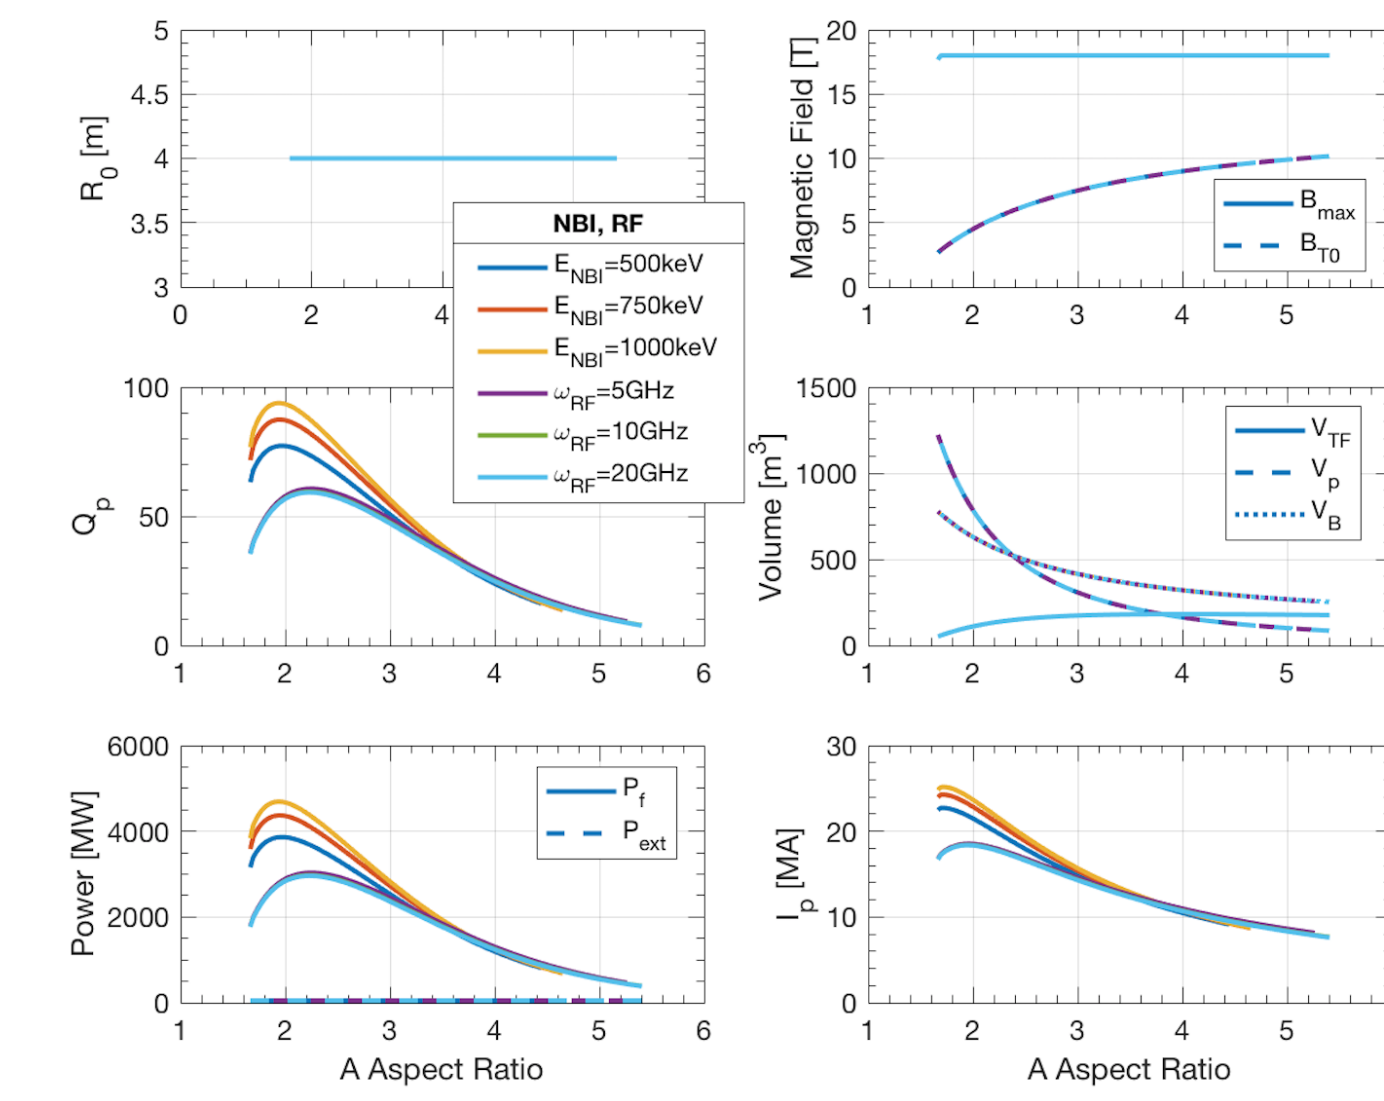 5
4.5
4
3.5
3
R0 [m]
0
2
4
20
15
10
5
0
Magnetic Field [T]
Bmax
BT0
1
2
3
4
5
NBI, RF
ENBI=500keV
ENBI=750keV
ENBI=1000keV
ωRF=5GHz
ωRF=10GHz
ωRF=20GHz
100
50
0
Qp
1
2
3
4
5
6
1500
1000
500
0
Volume [m3]
VTF
Vp
VB
1
2
3
4
5
6000
4000
2000
0
Power [MW]
Pf
Pext
1
2
3
4
5
6
A Aspect Ratio
30
20
10
0
Ip [MA]
1
2
3
4
5
A Aspect Ratio